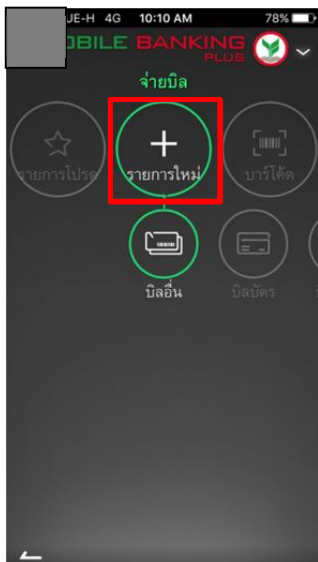 UE-H 4G 10:10 AM 78%
OBILE BANKING
PLUS
จ่ายบิล
รายการใหม่ บาร์โค้ด
บิลอื่น บิลบัตร